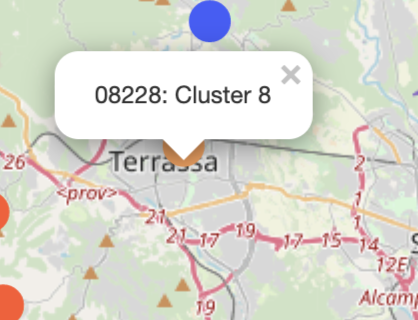 ×
08228: Cluster 8
Terrassa
26
<prov>
21
21
17
19
17
15
14
2
1
1
12E
S
Alcamp
19